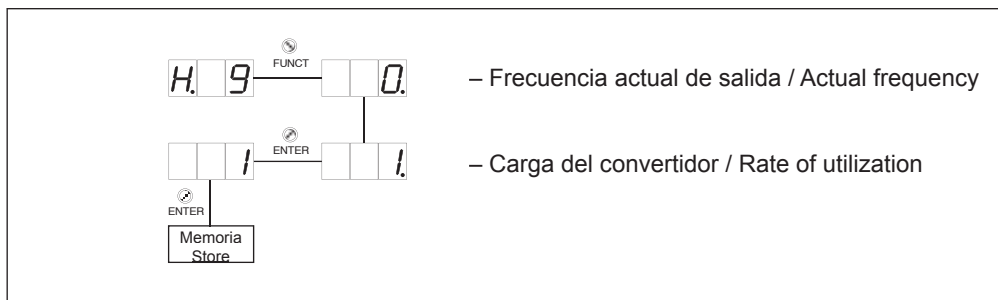 FUNCT
H. 9 0. – Frecuencia actual de salida / Actual frequency
ENTER
1 1. – Carga del convertidor / Rate of utilization
ENTER
Memoria
Store